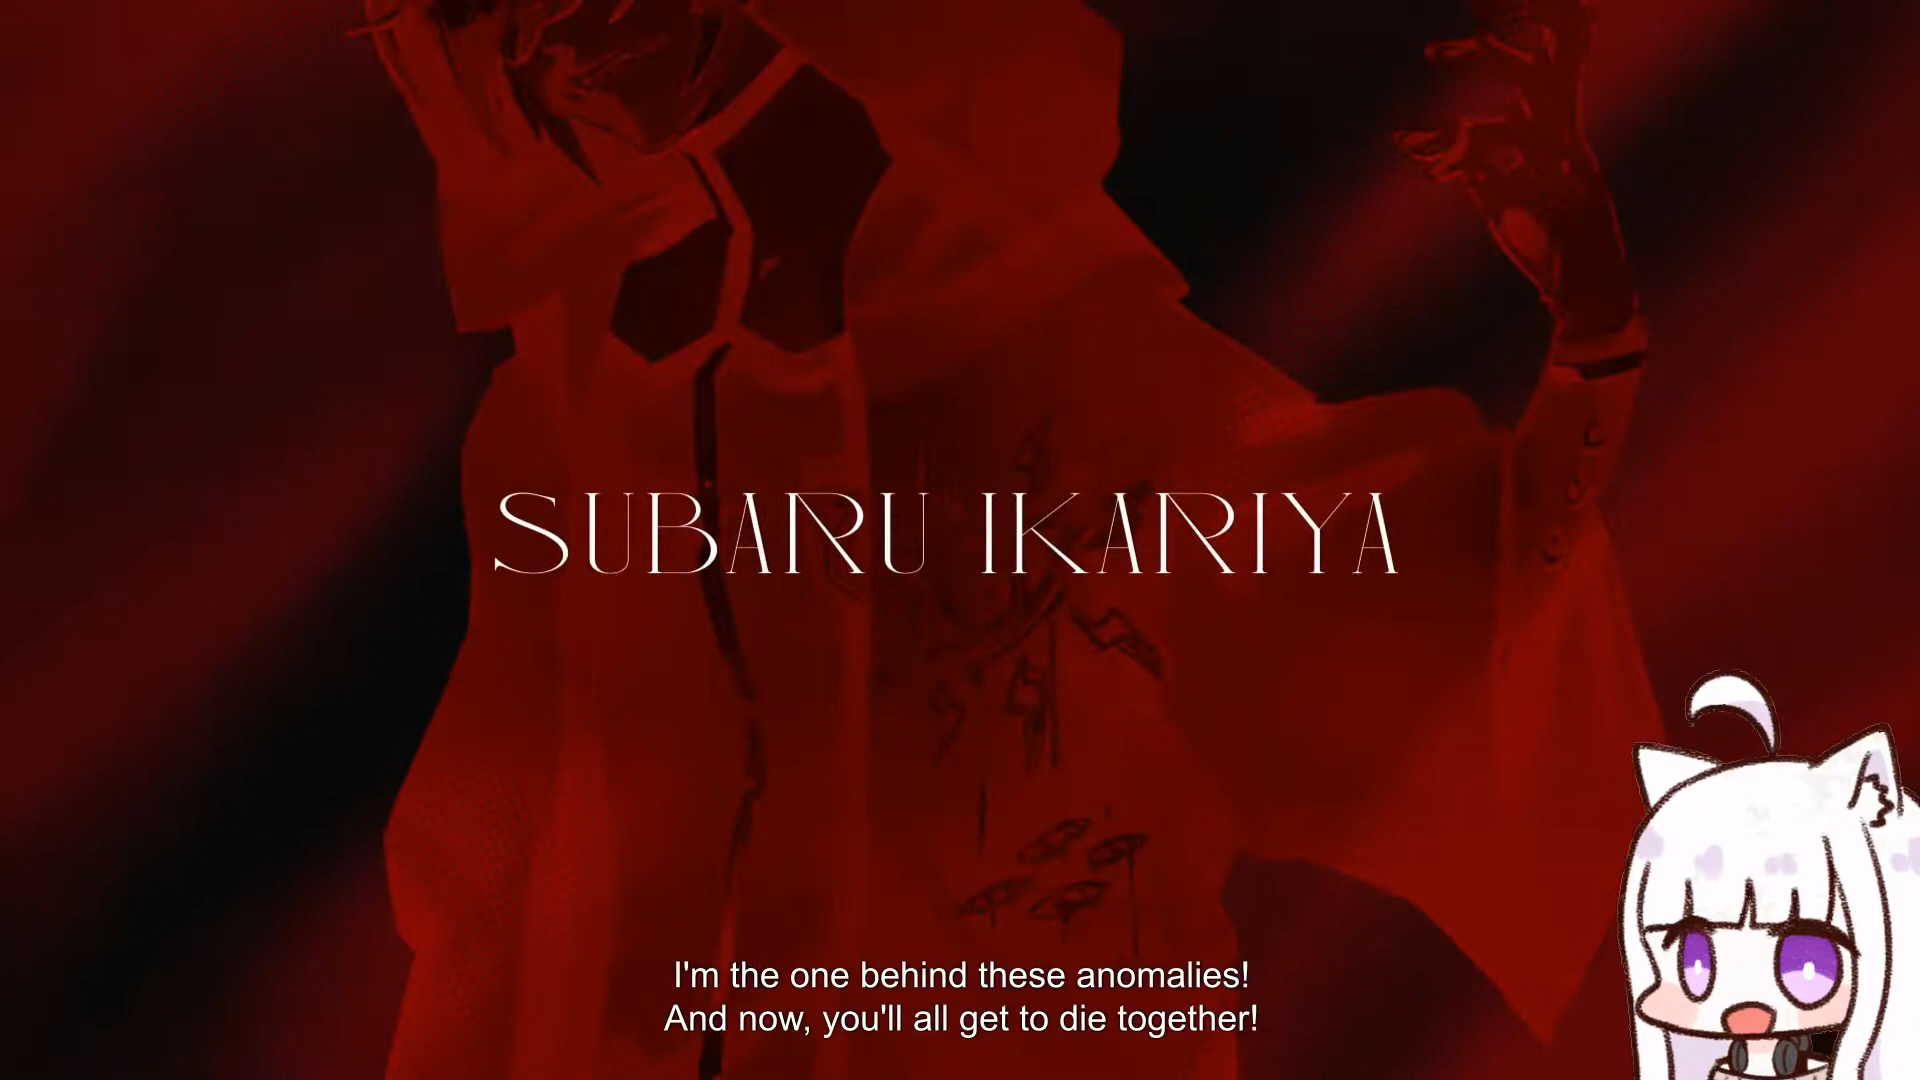 SUBARU IKARIYA
I'm the one behind these anomalies!
And now, you'll all get to die together!